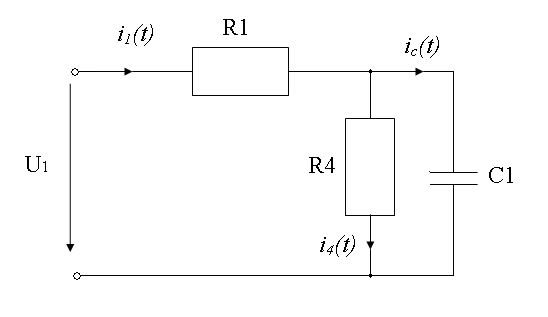 i1(t)
R1
ic(t)
U1
R4
C1
i4(t)